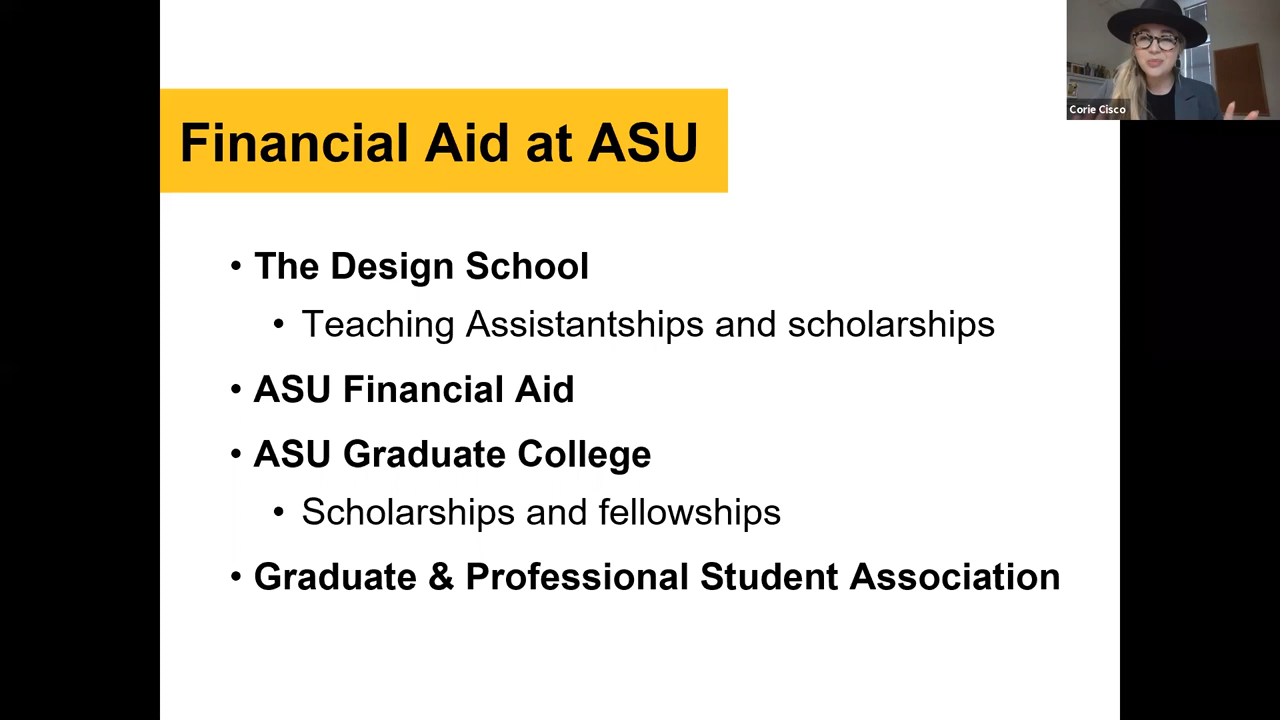 Financial Aid at ASU
Corie Cisco
• The Design School
• Teaching Assistantships and scholarships
• ASU Financial Aid
• ASU Graduate College
• Scholarships and fellowships
• Graduate & Professional Student Association